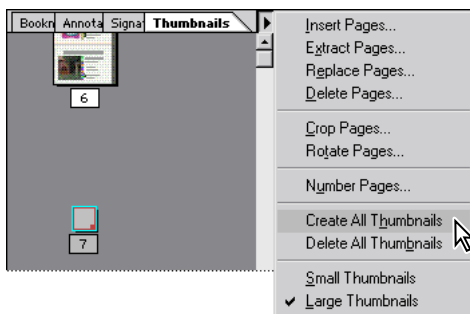 Bookn Annota Signat Thumbnails
6
7
Insert Pages...
Extract Pages...
Replace Pages...
Delete Pages...
Crop Pages...
Rotate Pages...
Number Pages...
Create All Thumbnails
Delete All Thumbnails
Small Thumbnails
Large Thumbnails